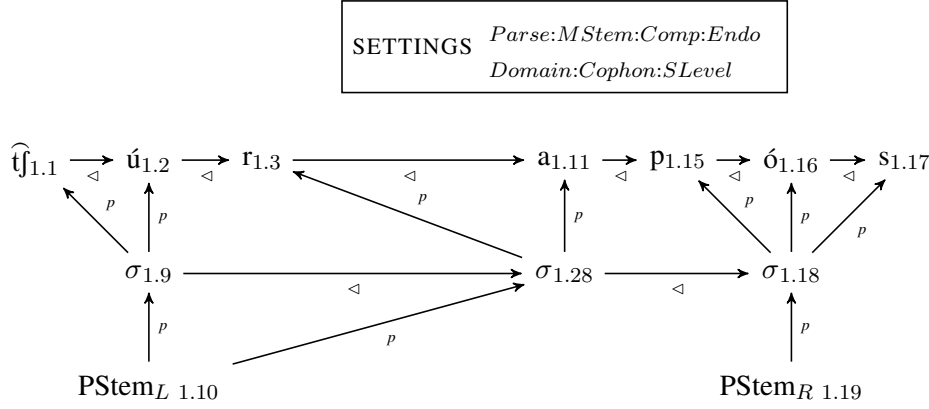 SETTINGS Parse:MStem:Comp:Endo
Domain:Cophon:SLevel
t͡ʃ1.1 ú1.2 r1.3 a1.11 p1.15 ó1.16 s1.17
◁ ◁ ◁ ◁ ◁ ◁
p p p p p p p
σ1.9 σ1.28 σ1.18
◁ ◁
p p p
PStemL 1.10 PStemR 1.19